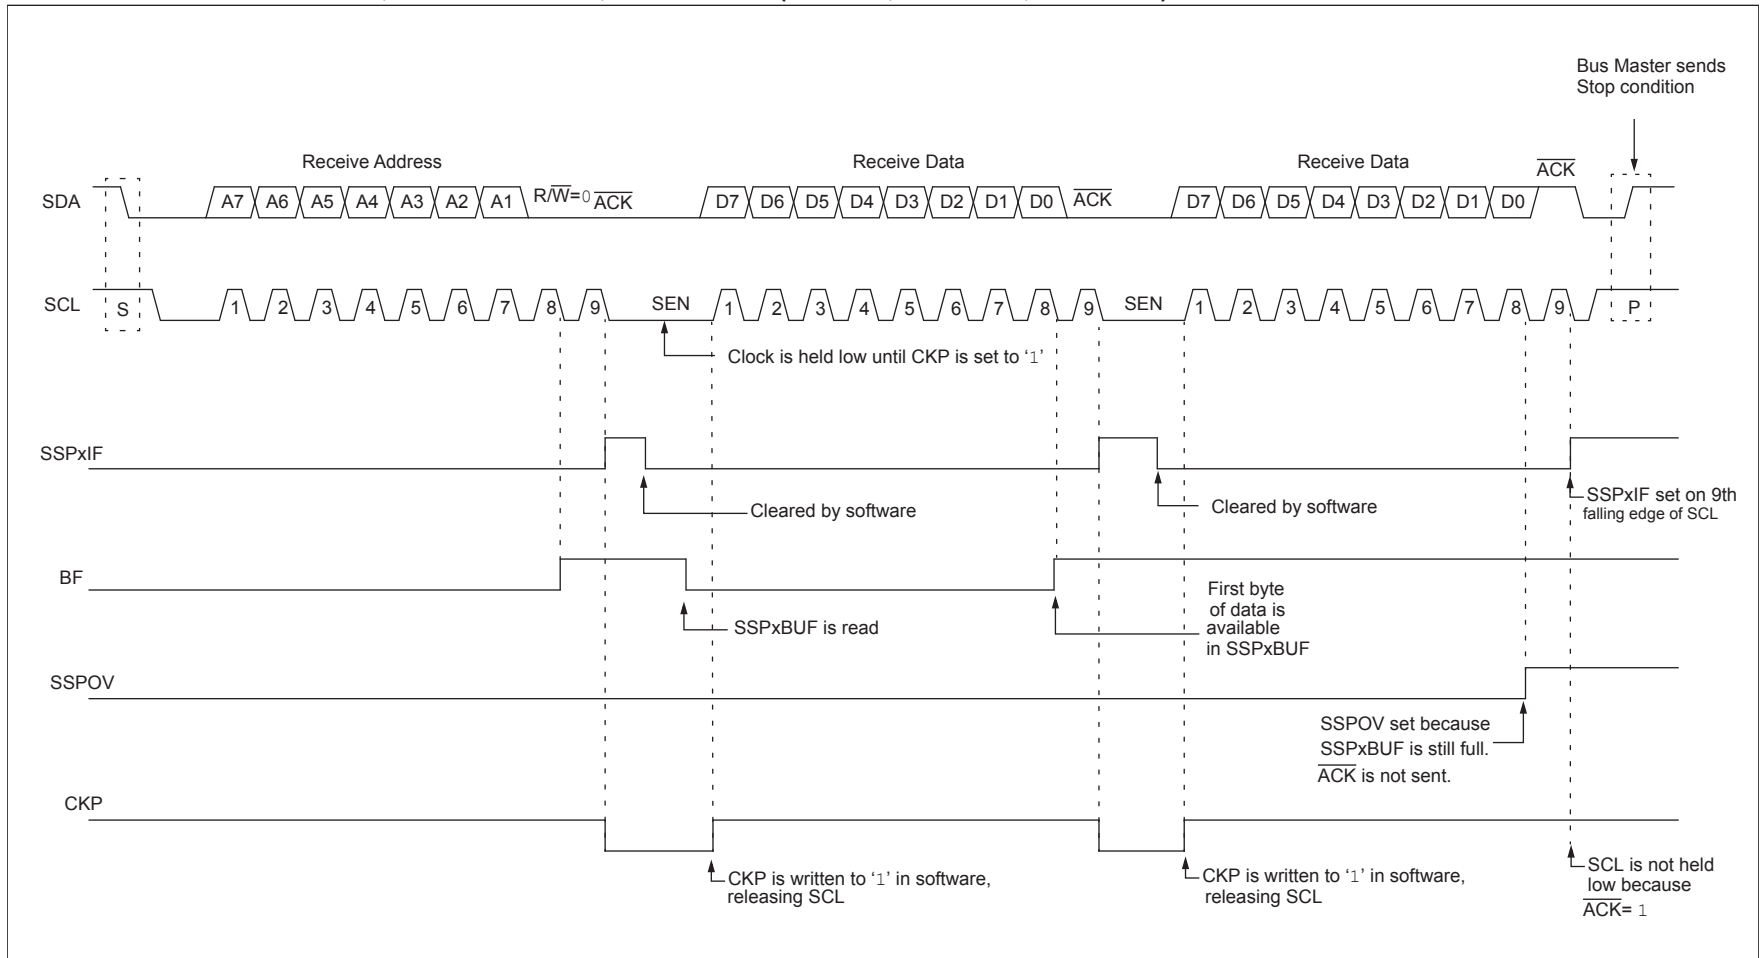 Bus Master sends
Stop condition
Receive Address
Receive Data
Receive Data
ACK
SDA
A7 A6 A5 A4 A3 A2 A1 R/W=0 ACK
D7 D6 D5 D4 D3 D2 D1 D0 ACK
D7 D6 D5 D4 D3 D2 D1 D0
SCL
S
1 2 3 4 5 6 7 8 9 SEN
1 2 3 4 5 6 7 8 9 SEN
1 2 3 4 5 6 7 8 9 P
Clock is held low until CKP is set to ‘1’
SSPxIF
Cleared by software
Cleared by software
SSPxIF set on 9th
falling edge of SCL
BF
SSPxBUF is read
First byte
of data is
available
in SSPxBUF
SSPOV
SSPOV set because
SSPxBUF is still full.
ACK is not sent.
CKP
CKP is written to ‘1’ in software,
releasing SCL
CKP is written to ‘1’ in software,
releasing SCL
SCL is not held
low because
ACK= 1